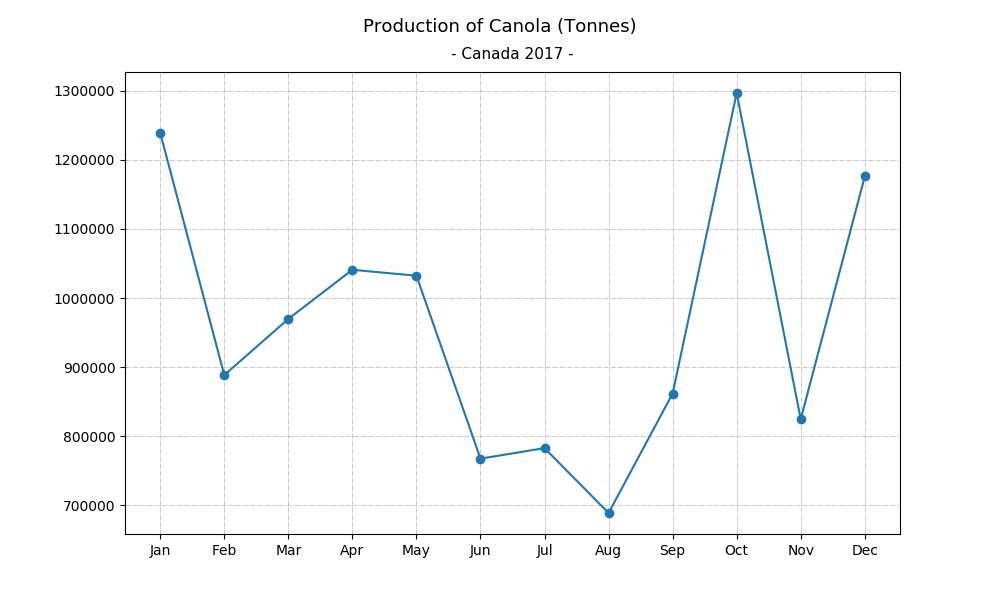 Production of Canola (Tonnes)
- Canada 2017 -
1300000
1200000
1100000
1000000
900000
800000
700000
Jan Feb Mar Apr May Jun Jul Aug Sep Oct Nov Dec